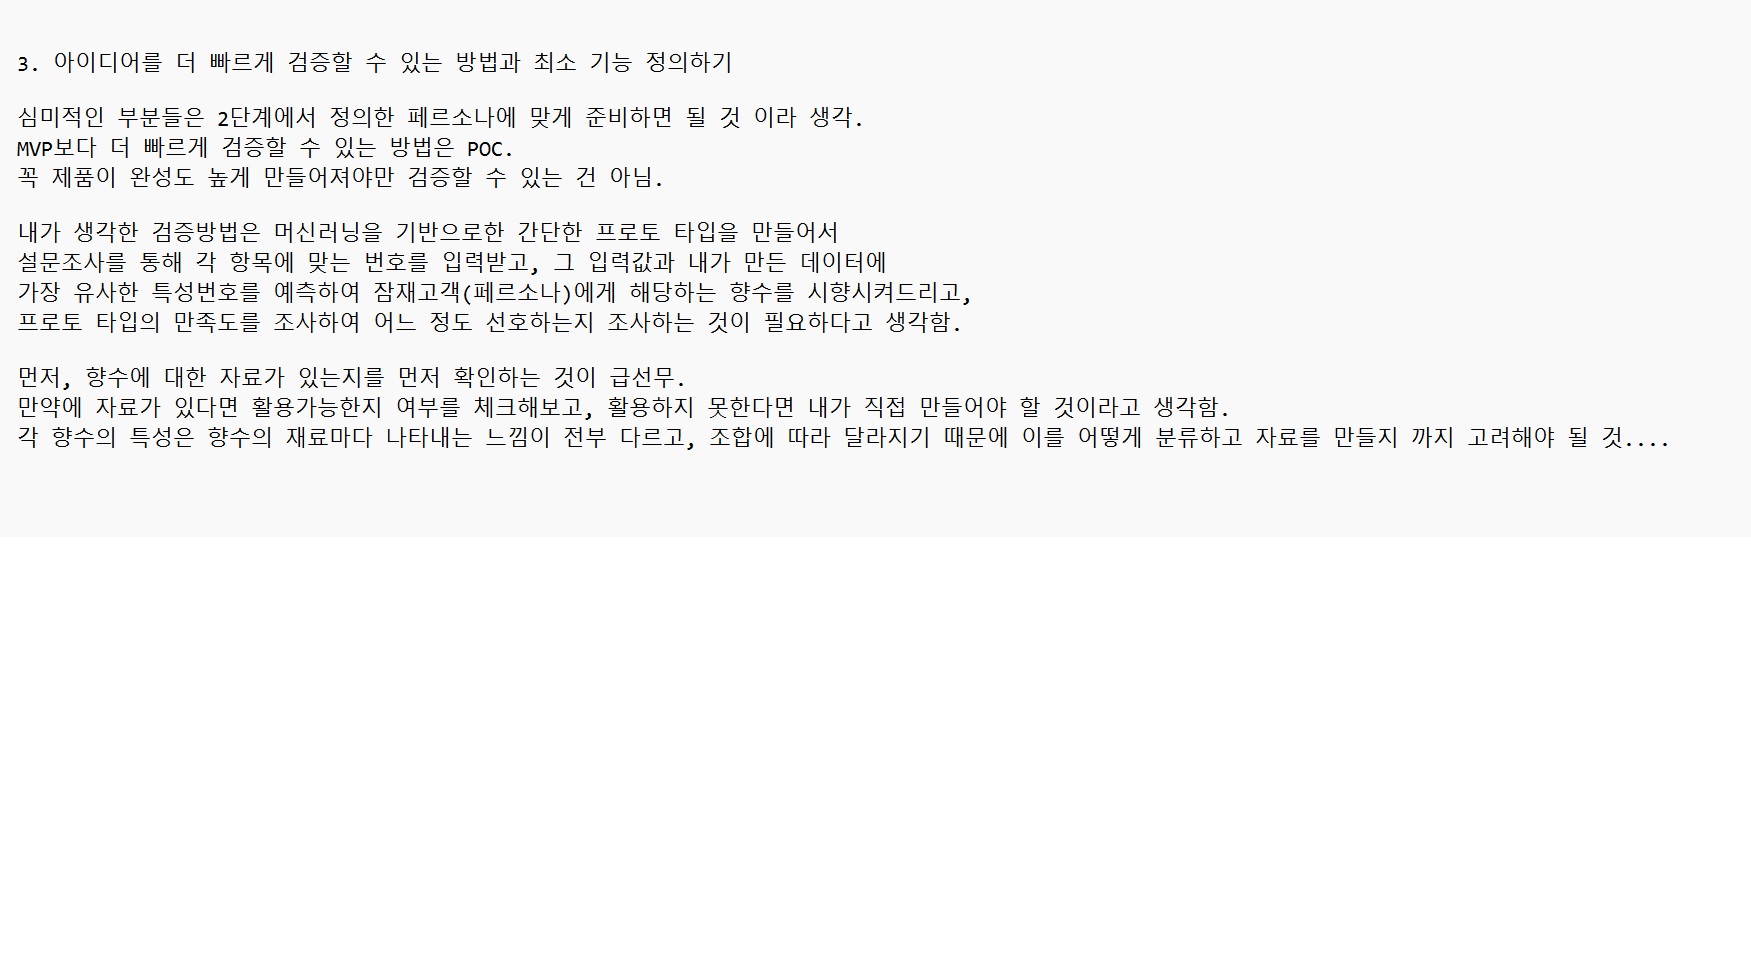 3. 아이디어를 더 빠르게 검증할 수 있는 방법과 최소 기능 정의하기
심미적인 부분들은 2단계에서 정의한 페르소나에 맞게 준비하면 될 것 이라 생각.
MVP보다 더 빠르게 검증할 수 있는 방법은 POC.
꼭 제품이 완성도 높게 만들어져야만 검증할 수 있는 건 아님.
내가 생각한 검증방법은 머신러닝을 기반으로한 간단한 프로토 타입을 만들어서
설문조사를 통해 각 항목에 맞는 번호를 입력받고, 그 입력값과 내가 만든 데이터에
가장 유사한 특성번호를 예측하여 잠재고객(페르소나)에게 해당하는 향수를 시향시켜드리고,
프로토 타입의 만족도를 조사하여 어느 정도 선호하는지 조사하는 것이 필요하다고 생각함.
먼저, 향수에 대한 자료가 있는지를 먼저 확인하는 것이 급선무.
만약에 자료가 있다면 활용가능한지 여부를 체크해보고, 활용하지 못한다면 내가 직접 만들어야 할 것이라고 생각함.
각 향수의 특성은 향수의 재료마다 나타내는 느낌이 전부 다르고, 조합에 따라 달라지기 때문에 이를 어떻게 분류하고 자료를 만들지 까지 고려해야 될 것....